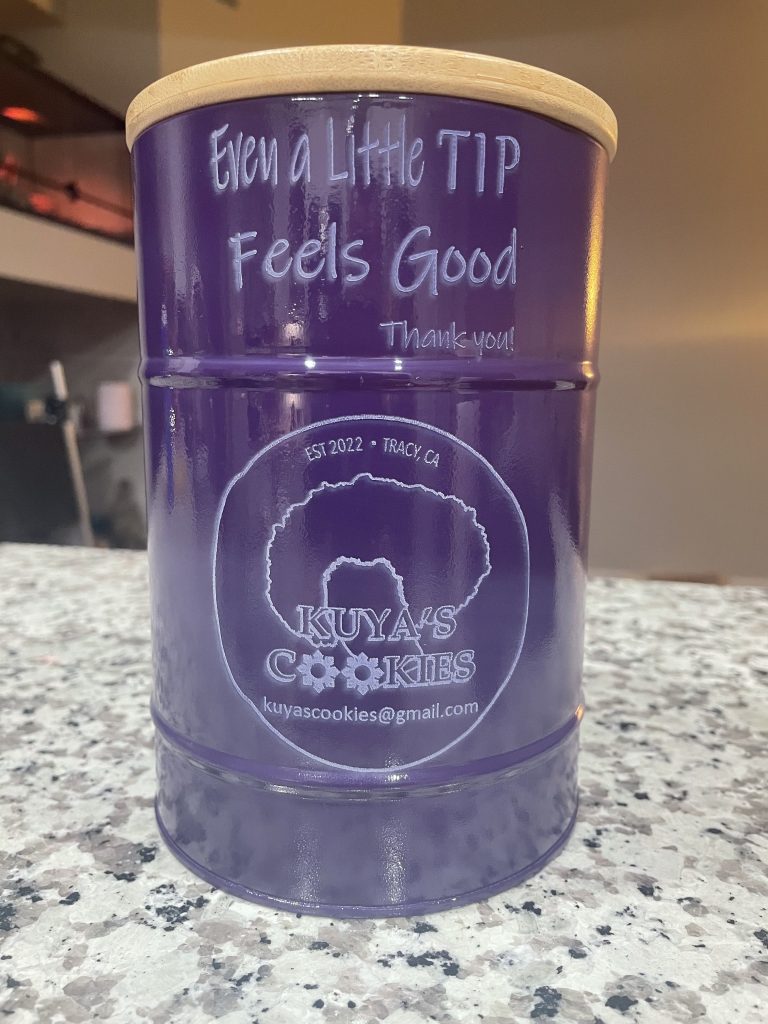 Even a Little TIP
Feels Good
Thank you!
EST 2022 • TRACY, CA
KUYA'S
COOKIES
kuyascookies@gmail.com